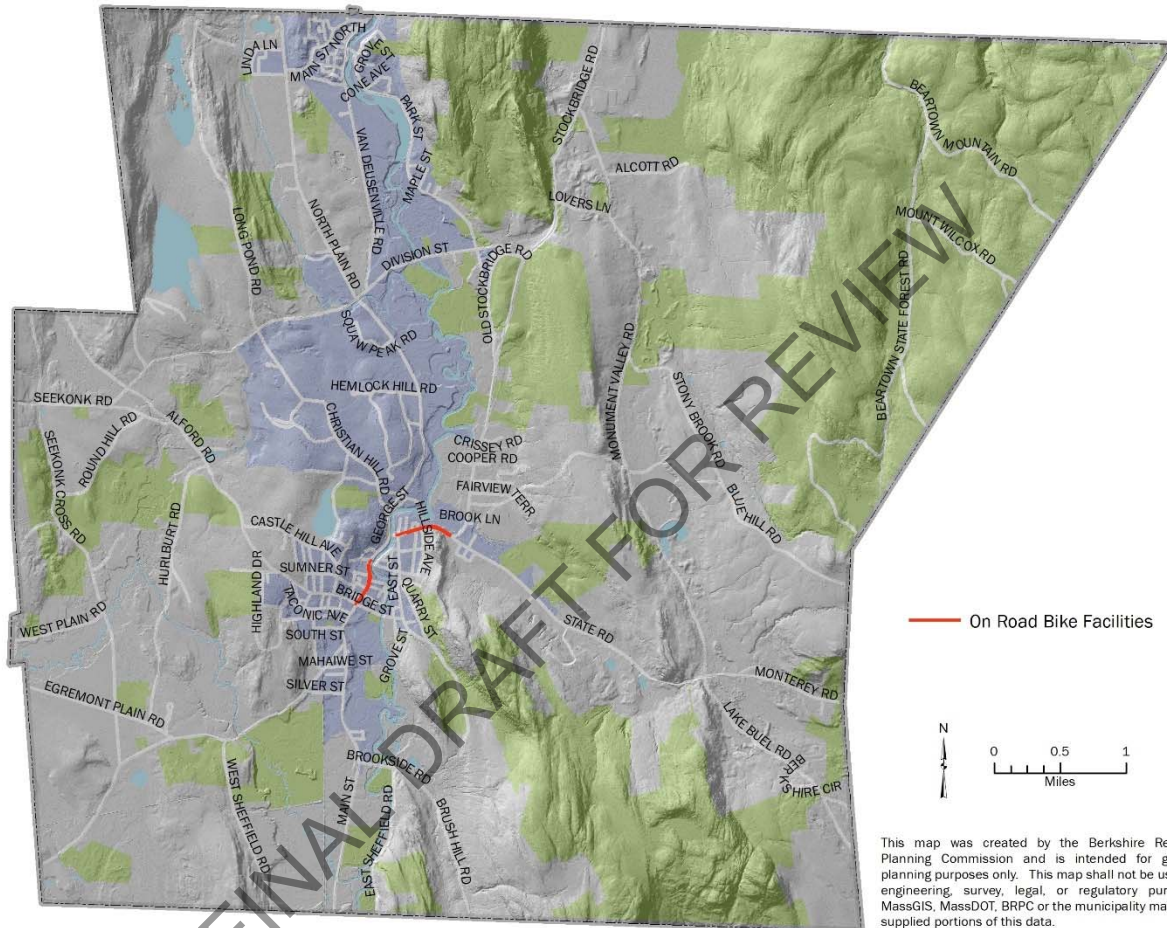 LINDA LN
MAIN ST NORTH
GROVE ST
CONE AVE
PARK ST
MAPLE ST
VAN DEUSENVILLE RD
STOCKBRIDGE RD
ALCOTT RD
LOVERS LN
BEARTOWN MOUNTAIN RD
MOUNT WILCOX RD
BEARTOWN STATE FOREST RD
LONG POND RD
NORTH PLAIN RD
DIVISION ST
OLD STOCKBRIDGE RD
SQUAW PEAK RD
HEMLOCK HILL RD
MONUMENT VALLEY RD
STONY BROOK RD
BLUE HILL RD
SEEKONK RD
ROUND HILL RD
ALFORD RD
SEEKONK CROSS RD
HURLBURT RD
CHRISTIAN HILL RD
CRISSEY RD
COOPER RD
FAIRVIEW TERR
BROOK LN
GEORGE ST
HILLSIDE AVE
CASTLE HILL AVE
SUMNER ST
HIGHLAND DR
TACONIC AVE
BRIDGE ST
EAST ST
QUARRY ST
SOUTH ST
MAHAIWE ST
SILVER ST
GROVE ST
STATE RD
WEST PLAIN RD
EGREMONT PLAIN RD
MONTEREY RD
LAKE BUEL RD
BERKSHIRE CIR
BROOKSIDE RD
MAIN ST
WEST SHEFFIELD RD
EAST SHEFFIELD RD
BRUSH HILL RD
FINAL DRAFT FOR REVIEW
On Road Bike Facilities
N
0 0.5 1
Miles
This map was created by the Berkshire Re
Planning Commission and is intended for g
planning purposes only. This map shall not be us
engineering, survey, legal, or regulatory pur
MassGIS, MassDOT, BRPC or the municipality ma
supplied portions of this data.